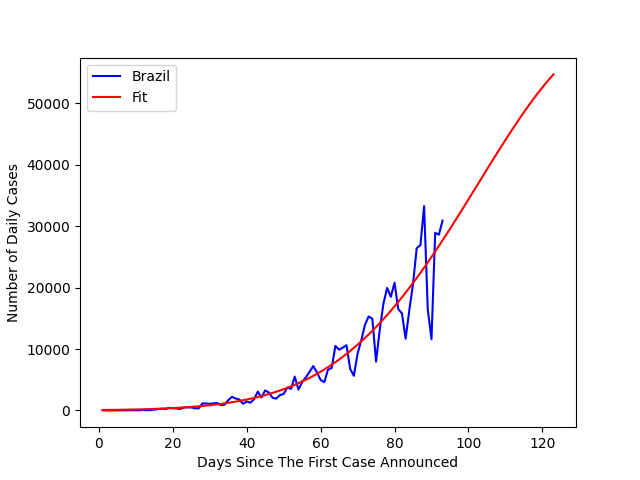 Brazil
Fit
50000
40000
30000
20000
10000
0
Number of Daily Cases
0 20 40 60 80 100 120
Days Since The First Case Announced